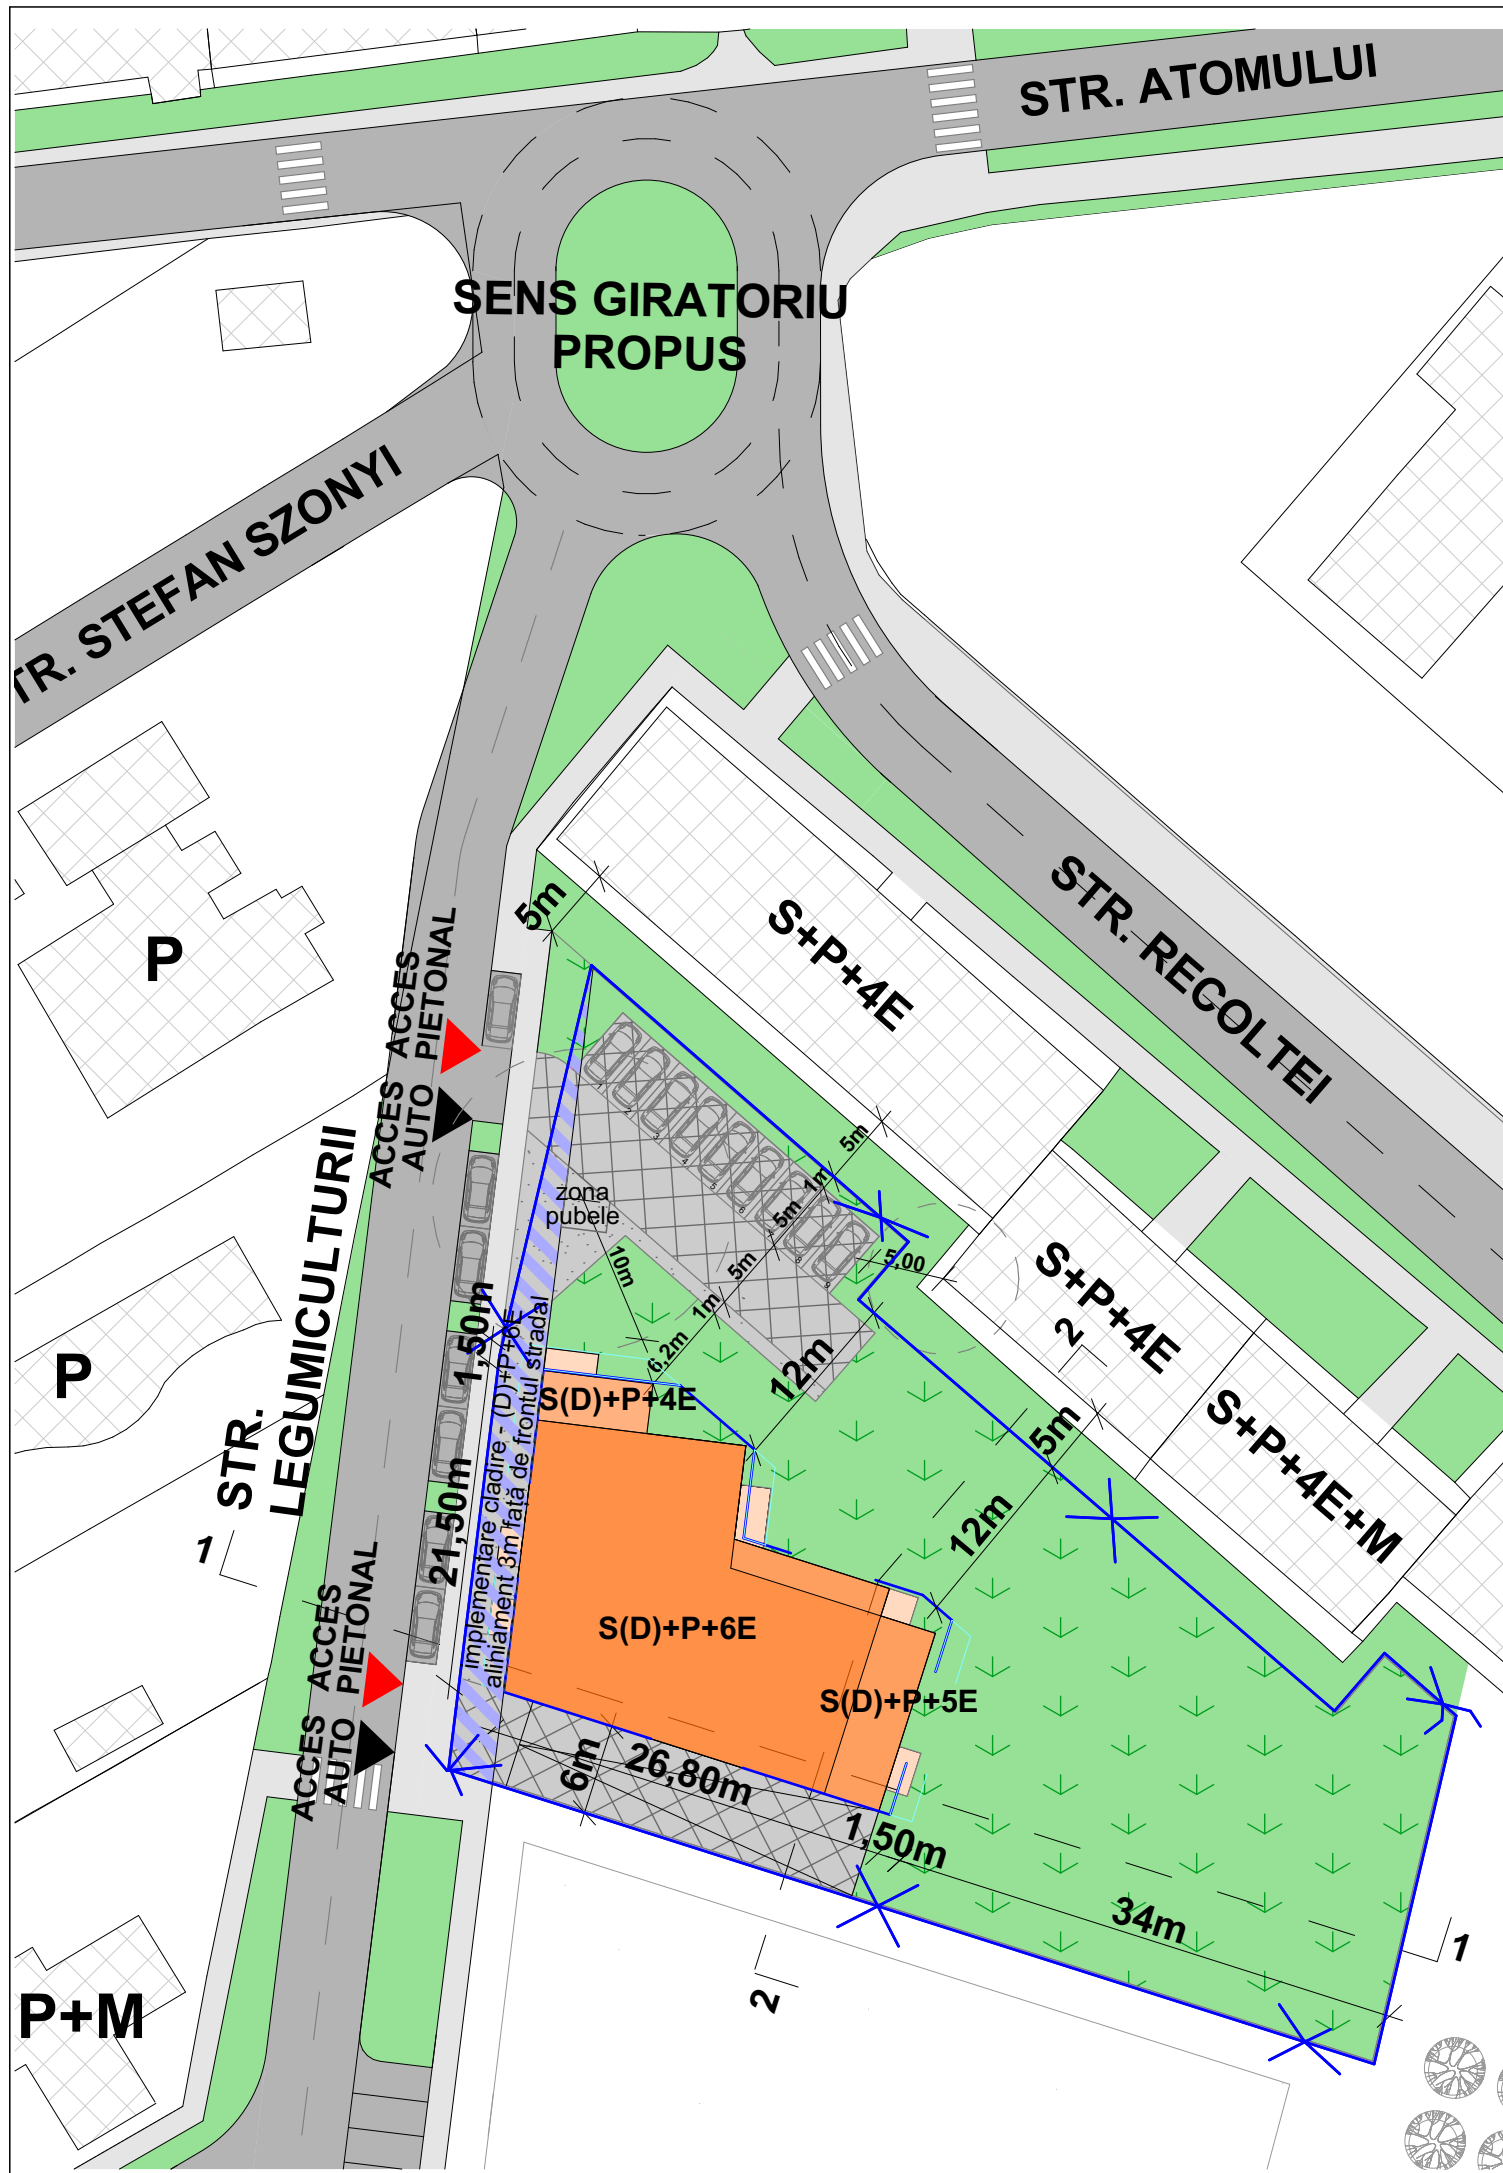 STR. ATOMULUI
SENS GIRATORIU
PROPUS
TR. STEFAN SZONYI
5m
S+P+4E
STR. RECOLTEI
P
ACCES
PIETONAL
ACCES
AUTO
5m
1m
5m
5m
1m
6,2m
zona
pubele
10m
5,00
12m
STR.
LEGUMICULTURII
1,50m
S+P+4E
2
P
S(D)+P+4E
S+P+4E+M
5m
12m
21,50m
implementare cladire - (D)+P+6E
aliniament 3m față de frontul stradal
1
S(D)+P+6E
S(D)+P+5E
ACCES
PIETONAL
ACCES
AUTO
6m
26,80m
1,50m
34m
1
2
P+M